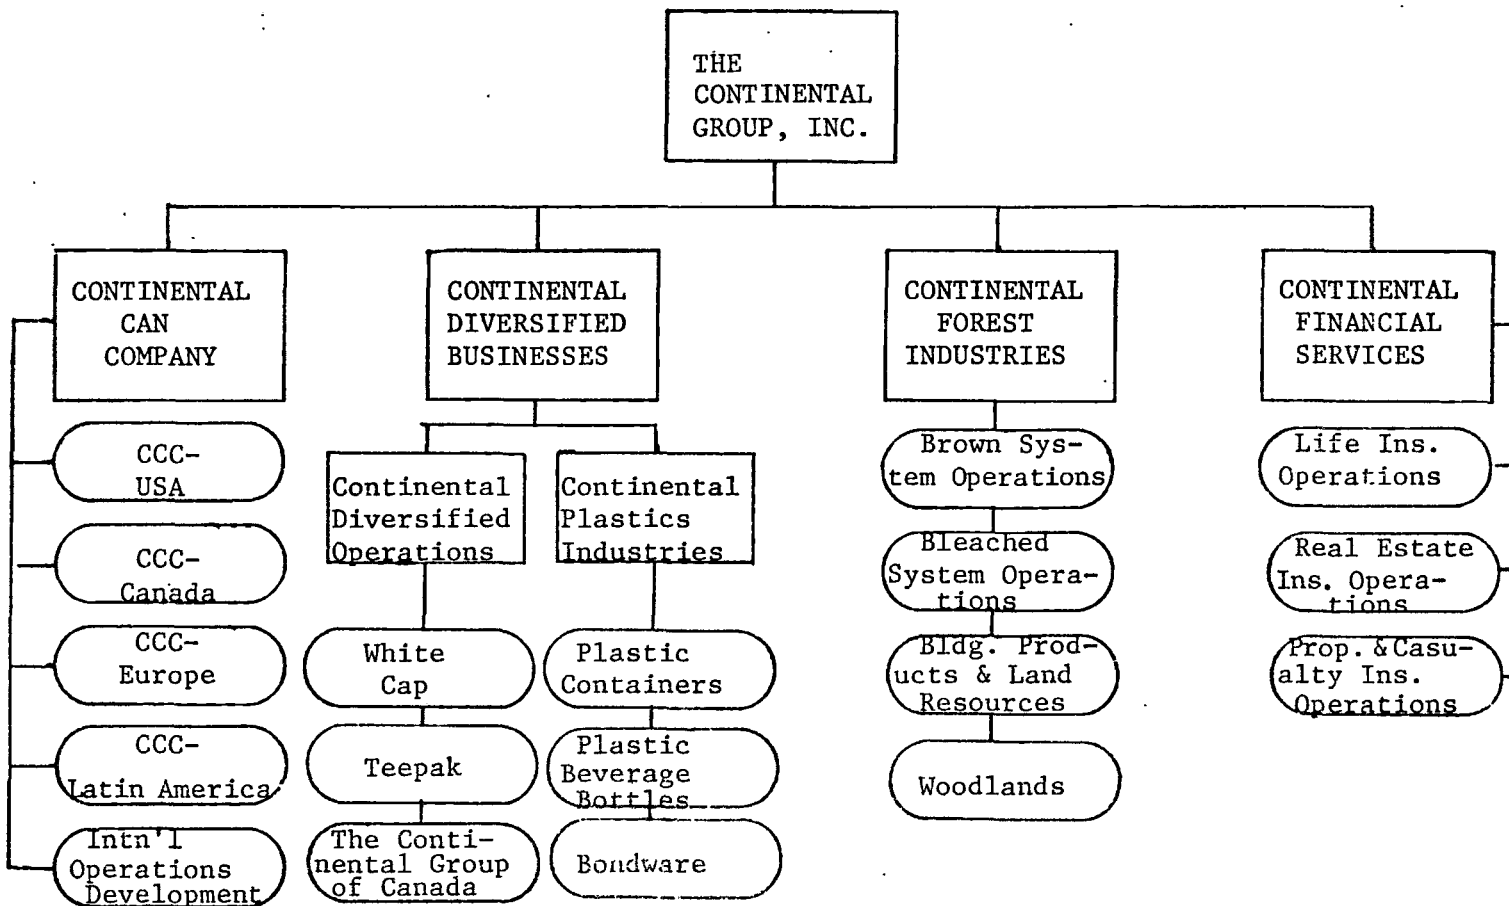 THE
CONTINENTAL
GROUP, INC.
CONTINENTAL
CAN
COMPANY
CONTINENTAL
DIVERSIFIED
BUSINESSES
CONTINENTAL
FOREST
INDUSTRIES
CONTINENTAL
FINANCIAL
SERVICES
CCC-
USA
CCC-
Canada
CCC-
Europe
CCC-
Latin America
Intn'l
Operations
Development
Continental
Diversified
Operations
White
Cap
Teepak
The Conti-
nental Group
of Canada
Continental
Plastics
Industries
Plastic
Containers
Plastic
Beverage
Bottles
Bondware
Brown Sys-
tem Operations
Bleached
System Opera-
tions
Bldg. Prod-
ucts & Land
Resources
Woodlands
Life Ins.
Operations
Real Estate
Ins. Opera-
tions
Prop. & Casu-
alty Ins.
Operations